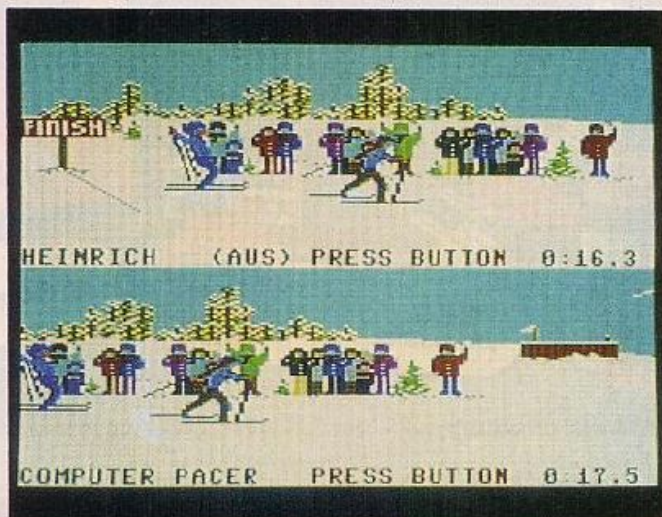 FINISH
HEINRICH (AUS) PRESS BUTTON 0:16.3
COMPUTER PACER PRESS BUTTON 0:17.5